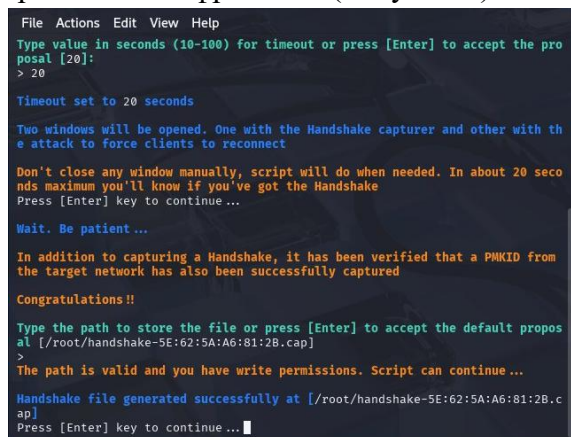 File Actions Edit View Help
Type value in seconds (10-100) for timeout or press [Enter] to accept the pro
posal [20]:
> 20
Timeout set to 20 seconds
Two windows will be opened. One with the Handshake capturer and other with th
e attack to force clients to reconnect
Don't close any window manually, script will do when needed. In about 20 seco
nds maximum you'll know if you've got the Handshake
Press [Enter] key to continue...
Wait. Be patient...
In addition to capturing a Handshake, it has been verified that a PMKID from
the target network has also been successfully captured
Congratulations!!
Type the path to store the file or press [Enter] to accept the default propos
al [/root/handshake-5E:62:5A:A6:81:2B.cap]
>
The path is valid and you have write permissions. Script can continue...
Handshake file generated successfully at [/root/handshake-5E:62:5A:A6:81:2B.c
ap]
Press [Enter] key to continue...